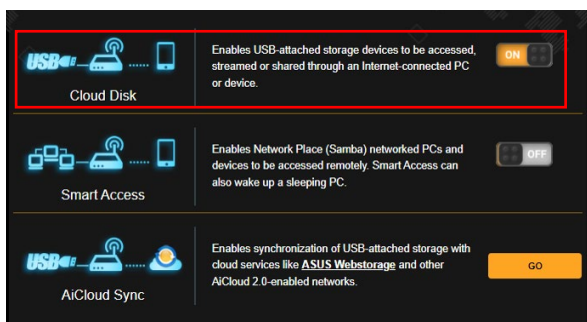 Enables USB-attached storage devices to be accessed,
USB
streamed or shared through an Internet-connected PC
ON
or device.
Cloud Disk
Enables Network Place (Samba) networked PCs and
devices to be accessed remotely. Smart Access can
OFF
also wake up a sleeping PC.
Smart Access
Enables synchronization of USB-attached storage with
USB
cloud services like ASUS Webstorage and other
GO
AiCloud 2.0-enabled networks.
AiCloud Sync